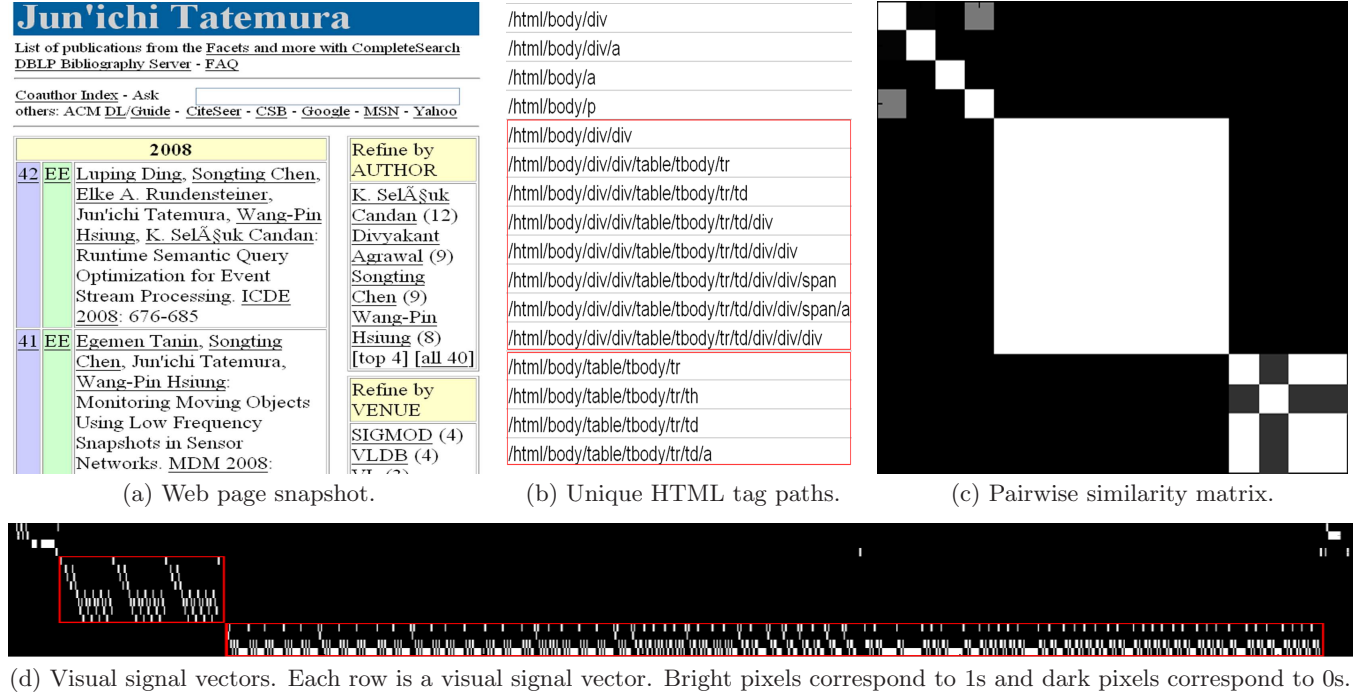 Jun'ichi Tatemura
List of publications from the Facets and more with CompleteSearch
DBLP Bibliography Server - FAQ
Coauthor Index - Ask
others: ACM DL/Guide - CiteSeer - CSB - Google - MSN - Yahoo
2008
42 EE Luping Ding, Songting Chen,
Elke A. Rundensteiner,
Jun'ichi Tatemura, Wang-Pin
Hsiung, K. SelÃ§uk Candan:
Runtime Semantic Query
Optimization for Event
Stream Processing. ICDE
2008: 676-685
41 EE Egemen Tanin, Songting
Chen, Jun'ichi Tatemura,
Wang-Pin Hsiung:
Monitoring Moving Objects
Using Low Frequency
Snapshots in Sensor
Networks. MDM 2008:
Refine by
AUTHOR
K. SelÃ§uk
Candan (12)
Divyakant
Agrawal (9)
Songting
Chen (9)
Wang-Pin
Hsiung (8)
[top 4] [all 40]
Refine by
VENUE
SIGMOD (4)
VLDB (4)
(a) Web page snapshot.
/html/body/div
/html/body/div/a
/html/body/a
/html/body/p
/html/body/div/div
/html/body/div/div/table/tbody/tr
/html/body/div/div/table/tbody/tr/td
/html/body/div/div/table/tbody/tr/td/div
/html/body/div/div/table/tbody/tr/td/div/div
/html/body/div/div/table/tbody/tr/td/div/div/span
/html/body/div/div/table/tbody/tr/td/div/div/span/a
/html/body/div/div/table/tbody/tr/td/div/div/div
/html/body/table/tbody/tr
/html/body/table/tbody/tr/th
/html/body/table/tbody/tr/td
/html/body/table/tbody/tr/td/a
(b) Unique HTML tag paths.
(c) Pairwise similarity matrix.
(d) Visual signal vectors. Each row is a visual signal vector. Bright pixels correspond to 1s and dark pixels correspond to 0s.